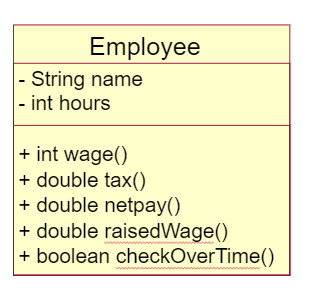 Employee
- String name
- int hours
+ int wage()
+ double tax()
+ double netpay()
+ double raisedWage()
+ boolean checkOverTime()